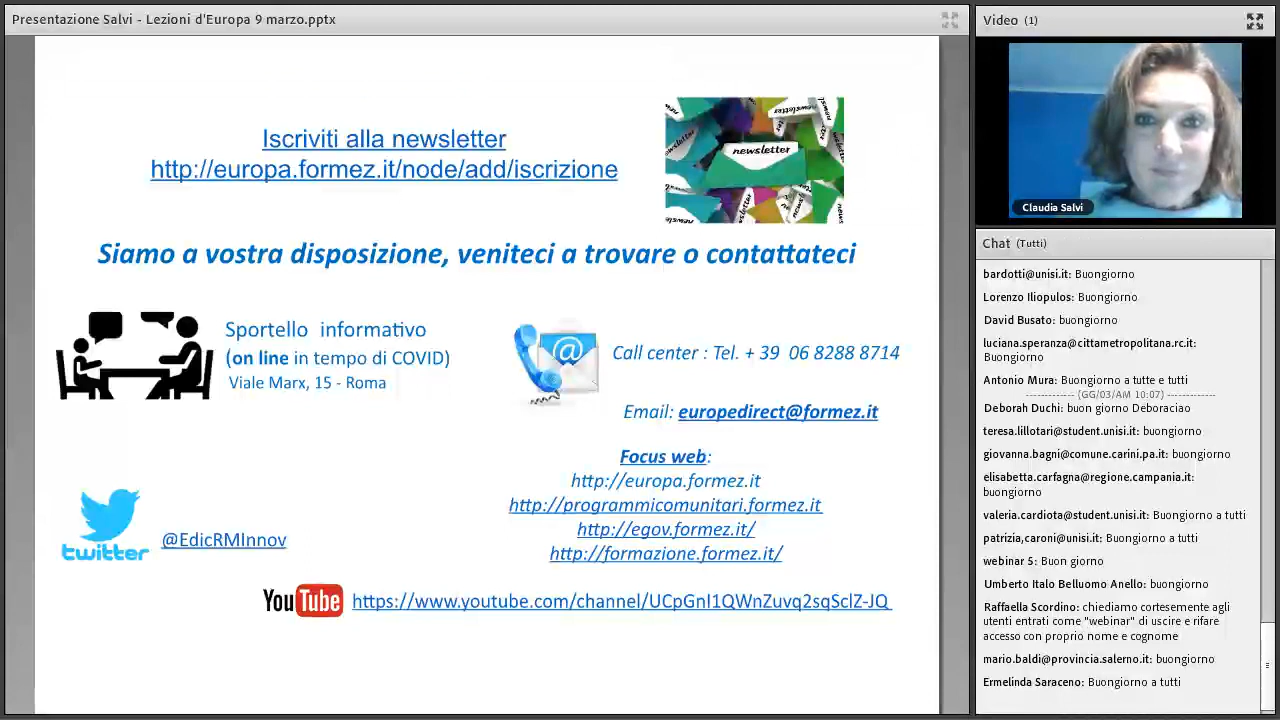 Presentazione Salvi - Lezioni d'Europa 9 marzo.pptx
Iscriviti alla newsletter
http://europa.formez.it/node/add/iscrizione
newsletter
Siamo a vostra disposizione, veniteci a trovare o contattateci
Sportello informativo
(on line in tempo di COVID)
Viale Marx, 15 - Roma
@
Call center : Tel. + 39 06 8288 8714
Email: europedirect@formez.it
Focus web:
http://europa.formez.it
http://programmicomunitari.formez.it
http://egov.formez.it/
http://formazione.formez.it/
twitter
@EdicRMInnov
YouTube
https://www.youtube.com/channel/UCpGnI1QWnZuvq2sqSclZ-JQ
Video (1)
Claudia Salvi
Chat (Tutti)
bardotti@unisi.it: Buongiorno
Lorenzo Iliopulos: Buongiorno
David Busato: buongiorno
luciana.speranza@cittametropolitana.rc.it:
Buongiorno
Antonio Mura: Buongiorno a tutte e tutti
------------- (GG/03/AM 10:07) -------------
Deborah Duchi: buon giorno Deboraciao
teresa.lillotari@student.unisi.it: buongiorno
giovanna.bagni@comune.carini.pa.it: buongiorno
elisabetta.carfagna@regione.campania.it:
buongiorno
valeria.cardiota@student.unisi.it: Buongiorno a tutti
patrizia,caroni@unisi.it: Buongiorno a tutti
webinar 5: Buon giorno
Umberto Italo Belluomo Anello: buongiorno
Raffaella Scordino: chiediamo cortesemente agli
utenti entrati come "webinar" di uscire e rifare
accesso con proprio nome e cognome
mario.baldi@provincia.salerno.it: buongiorno
Ermelinda Saraceno: Buongiorno a tutti